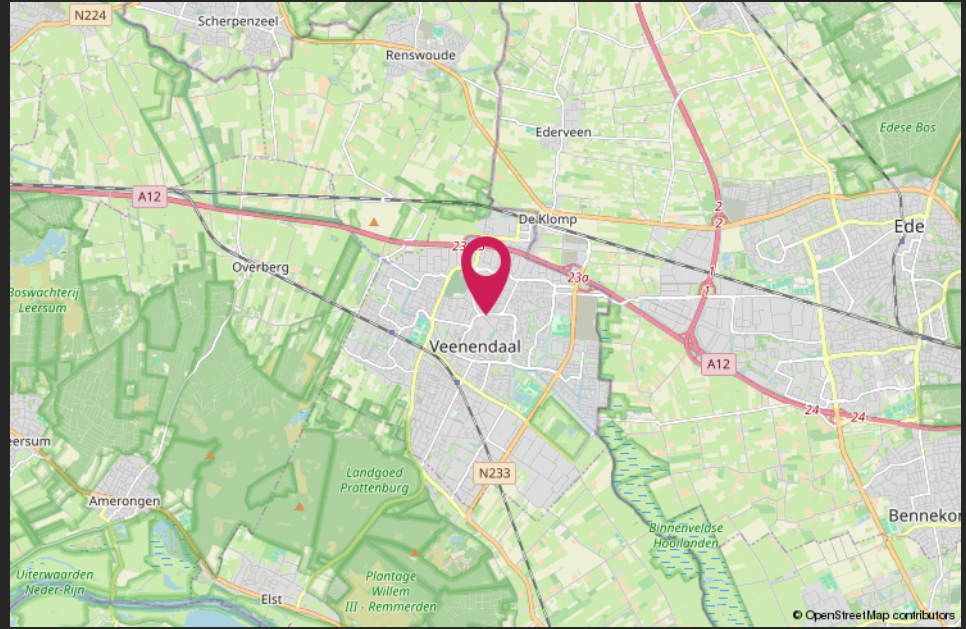 N224
Scherpenzeel
Renswoude
Ederveen
Edese Bos
A12
2
2
De Klomp
Ede
23
23a
Overberg
1
1
Boswachterij
Leersum
Veenendaal
A12
24
24
eersum
Landgoed
Prattenburg
N233
Amerongen
Bennekor
Binnenveldse
Hooilanden
Uiterwaarden
Neder-Rijn
Plantage
Willem
III - Remmerden
Elst
© OpenStreetMap contributors